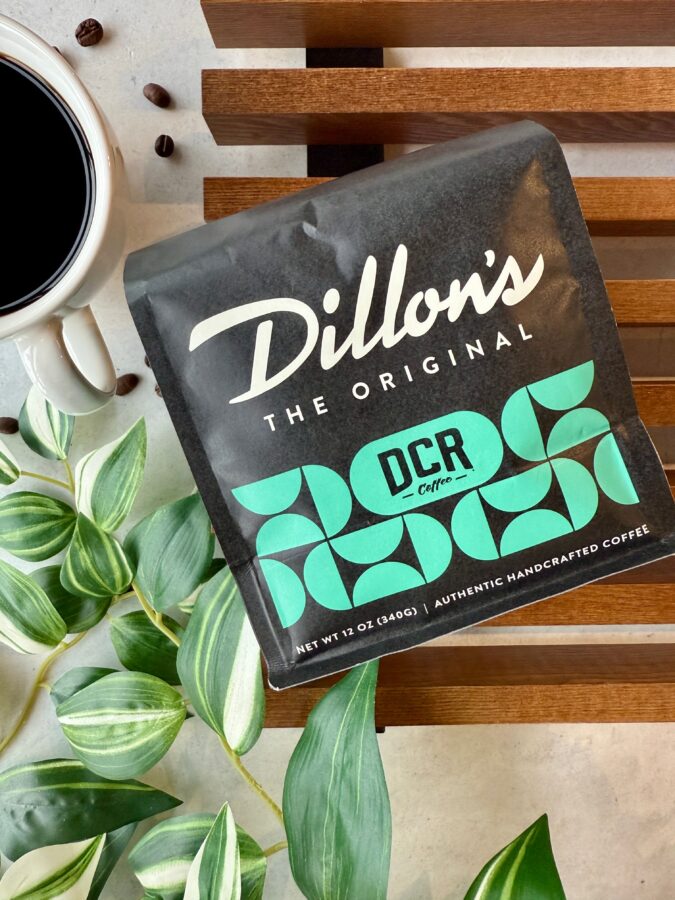 Dillon's
THE ORIGINAL
DCR
Coffee
NET WT 12 OZ (340G) | AUTHENTIC HANDCRAFTED COFFEE